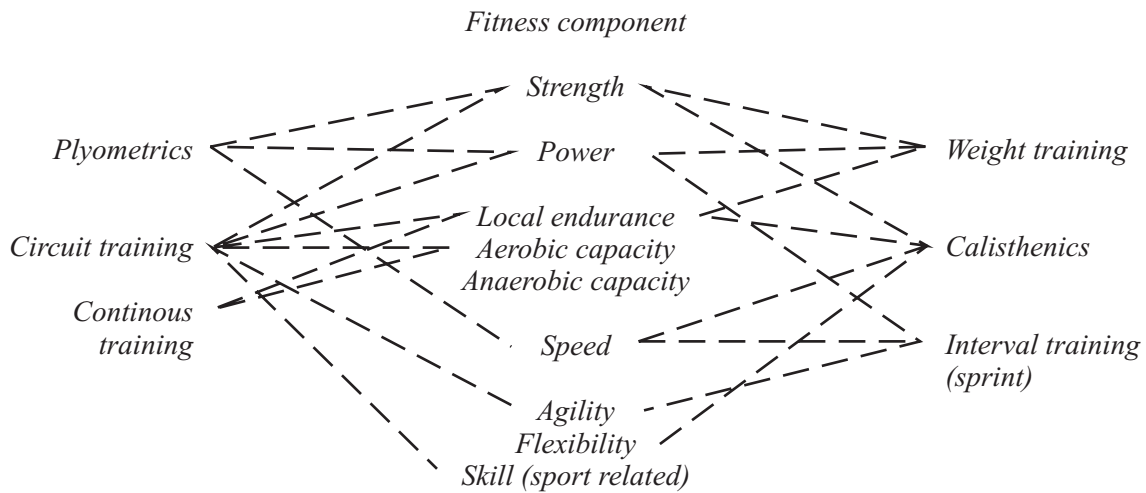 Fitness component
Strength
Plyometrics
Power
Weight training
Local endurance
Circuit training
Aerobic capacity
Calisthenics
Anaerobic capacity
Continous
training
Speed
Interval training
(sprint)
Agility
Flexibility
Skill (sport related)